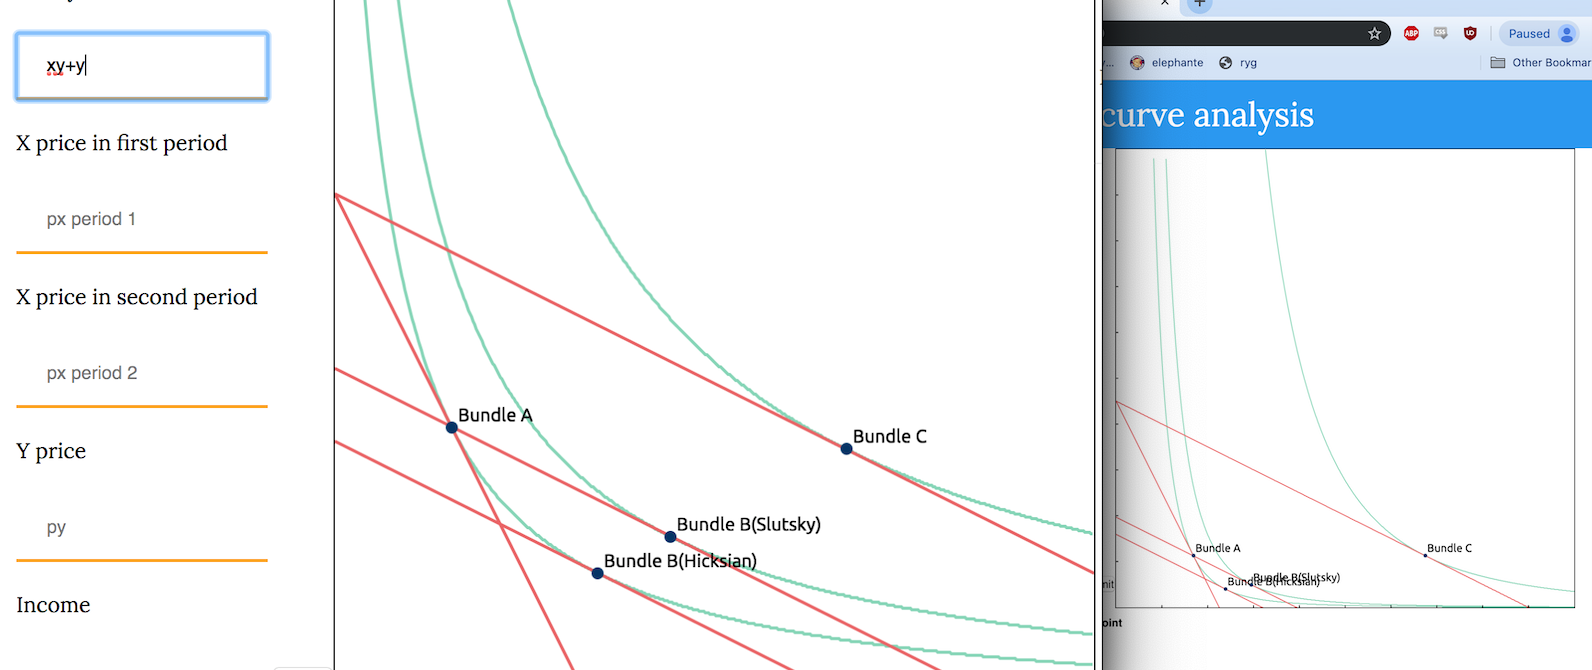 xy+y
X price in first period
px period 1
X price in second period
px period 2
Y price
py
Income
Bundle A
Bundle C
Bundle B(Slutsky)
Bundle B(Hicksian)
ABP
CSS
Paused
elephante
ryg
Other Bookmar
curve analysis
Bundle A
Bundle C
Bundle B(Slutsky)
Bundle B(Hicksian)
nit
oint